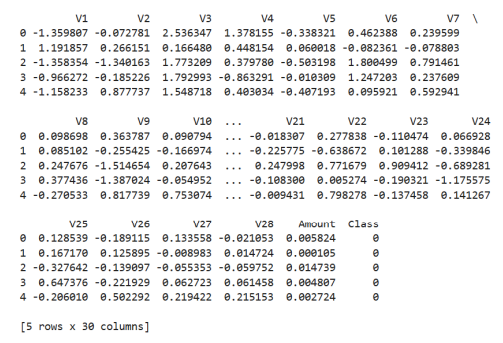 V1 V2 V3 V4 V5 V6 V7 \
0 -1.359807 -0.072781 2.536347 1.378155 -0.338321 0.462388 0.239599
1 1.191857 0.266151 0.166480 0.448154 0.060018 -0.082361 -0.078803
2 -1.358354 -1.340163 1.773209 0.379780 -0.503198 1.800499 0.791461
3 -0.966272 -0.185226 1.792993 -0.863291 -0.010309 1.247203 0.237609
4 -1.158233 0.877737 1.548718 0.403034 -0.407193 0.095921 0.592941
V8 V9 V10 ... V21 V22 V23 V24
0 0.098698 0.363787 0.090794 ... -0.018307 0.277838 -0.110474 0.066928
1 0.085102 -0.255425 -0.166974 ... -0.225775 -0.638672 0.101288 -0.339846
2 0.247676 -1.514654 0.207643 ... 0.247998 0.771679 0.909412 -0.689281
3 0.377436 -1.387024 -0.054952 ... -0.108300 0.005274 -0.190321 -1.175575
4 -0.270533 0.817739 0.753074 ... -0.009431 0.798278 -0.137458 0.141267
V25 V26 V27 V28 Amount Class
0 0.128539 -0.189115 0.133558 -0.021053 0.005824 0
1 0.167170 0.125895 -0.008983 0.014724 0.000105 0
2 -0.327642 -0.139097 -0.055353 -0.059752 0.014739 0
3 0.647376 -0.221929 0.062723 0.061458 0.004807 0
4 -0.206010 0.502292 0.219422 0.215153 0.002724 0
[5 rows x 30 columns]